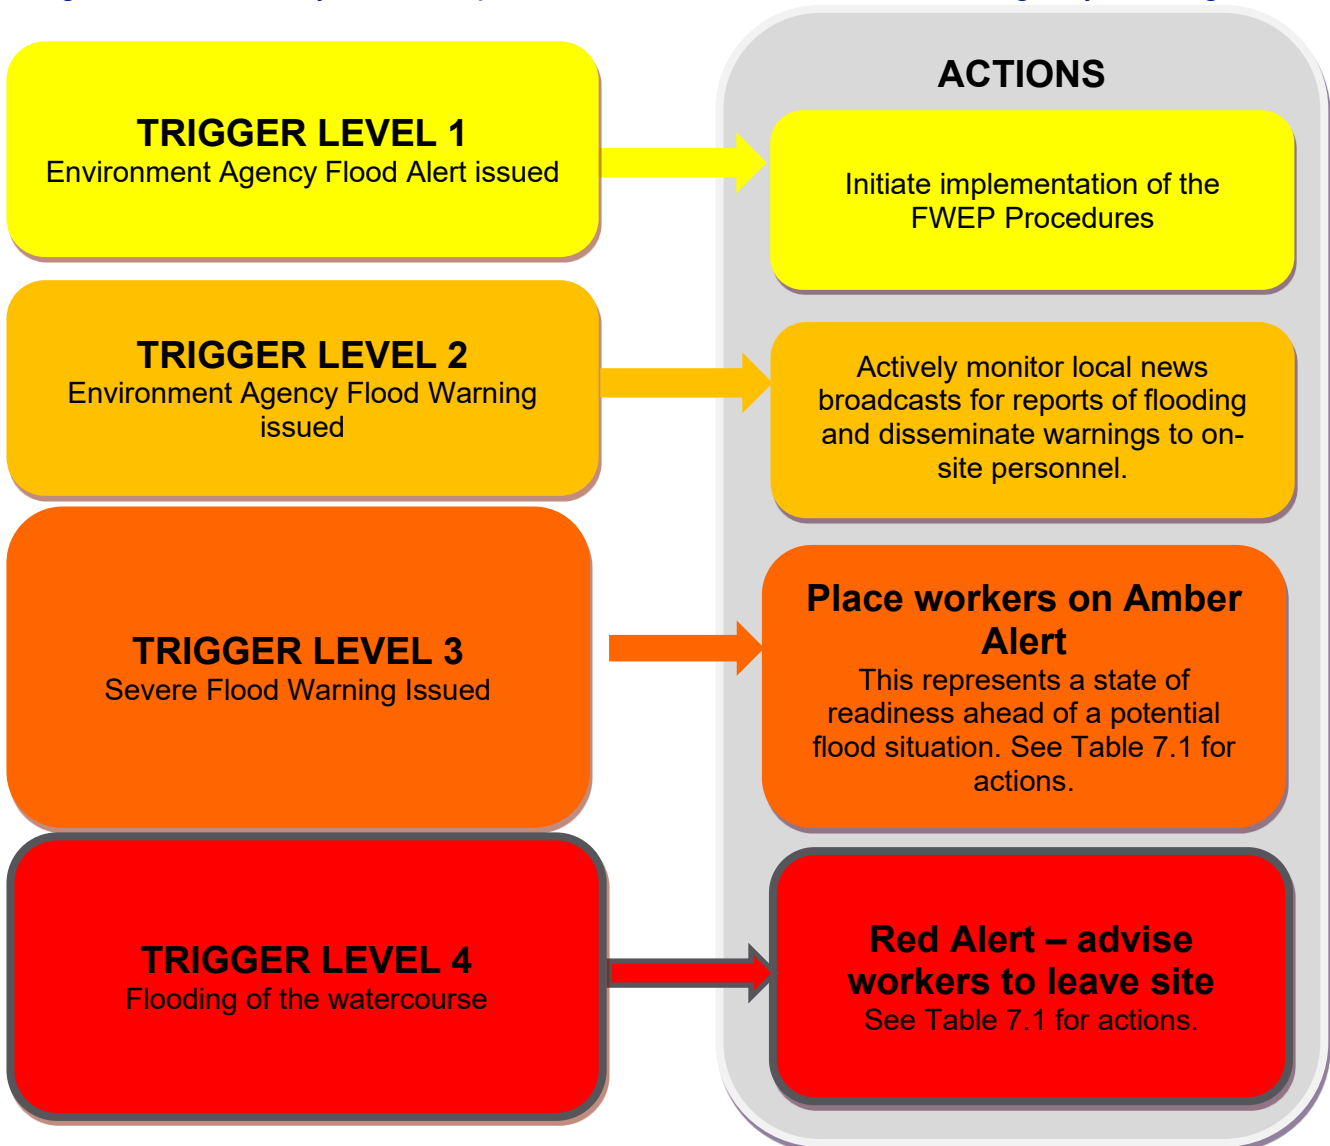 ACTIONS
TRIGGER LEVEL 1
Environment Agency Flood Alert issued
Initiate implementation of the
FWEP Procedures
TRIGGER LEVEL 2
Environment Agency Flood Warning
issued
Actively monitor local news
broadcasts for reports of flooding
and disseminate warnings to on-
site personnel.
TRIGGER LEVEL 3
Severe Flood Warning Issued
Place workers on Amber
Alert
This represents a state of
readiness ahead of a potential
flood situation. See Table 7.1 for
actions.
TRIGGER LEVEL 4
Flooding of the watercourse
Red Alert – advise
workers to leave site
See Table 7.1 for actions.